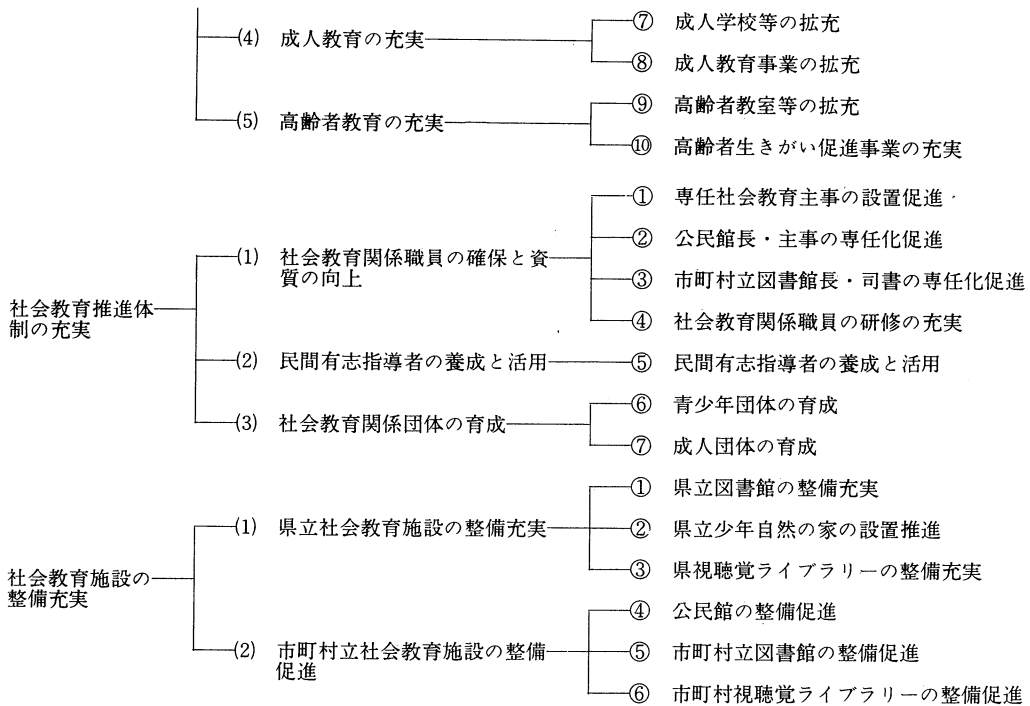 (4) 成人教育の充実
⑦ 成人学校等の拡充
⑧ 成人教育事業の拡充
(5) 高齢者教育の充実
⑨ 高齢者教室等の拡充
⑩ 高齢者生きがい促進事業の充実
社会教育推進体
制の充実
(1) 社会教育関係職員の確保と資
質の向上
① 専任社会教育主事の設置促進
② 公民館長・主事の専任化促進
③ 市町村立図書館長・司書の専任化促進
④ 社会教育関係職員の研修の充実
(2) 民間有志指導者の養成と活用
⑤ 民間有志指導者の養成と活用
(3) 社会教育関係団体の育成
⑥ 青少年団体の育成
⑦ 成人団体の育成
社会教育施設の
整備充実
(1) 県立社会教育施設の整備充実
① 県立図書館の整備充実
② 県立少年自然の家の設置推進
③ 県視聴覚ライブラリーの整備充実
(2) 市町村立社会教育施設の整備
促進
④ 公民館の整備促進
⑤ 市町村立図書館の整備促進
⑥ 市町村視聴覚ライブラリーの整備促進